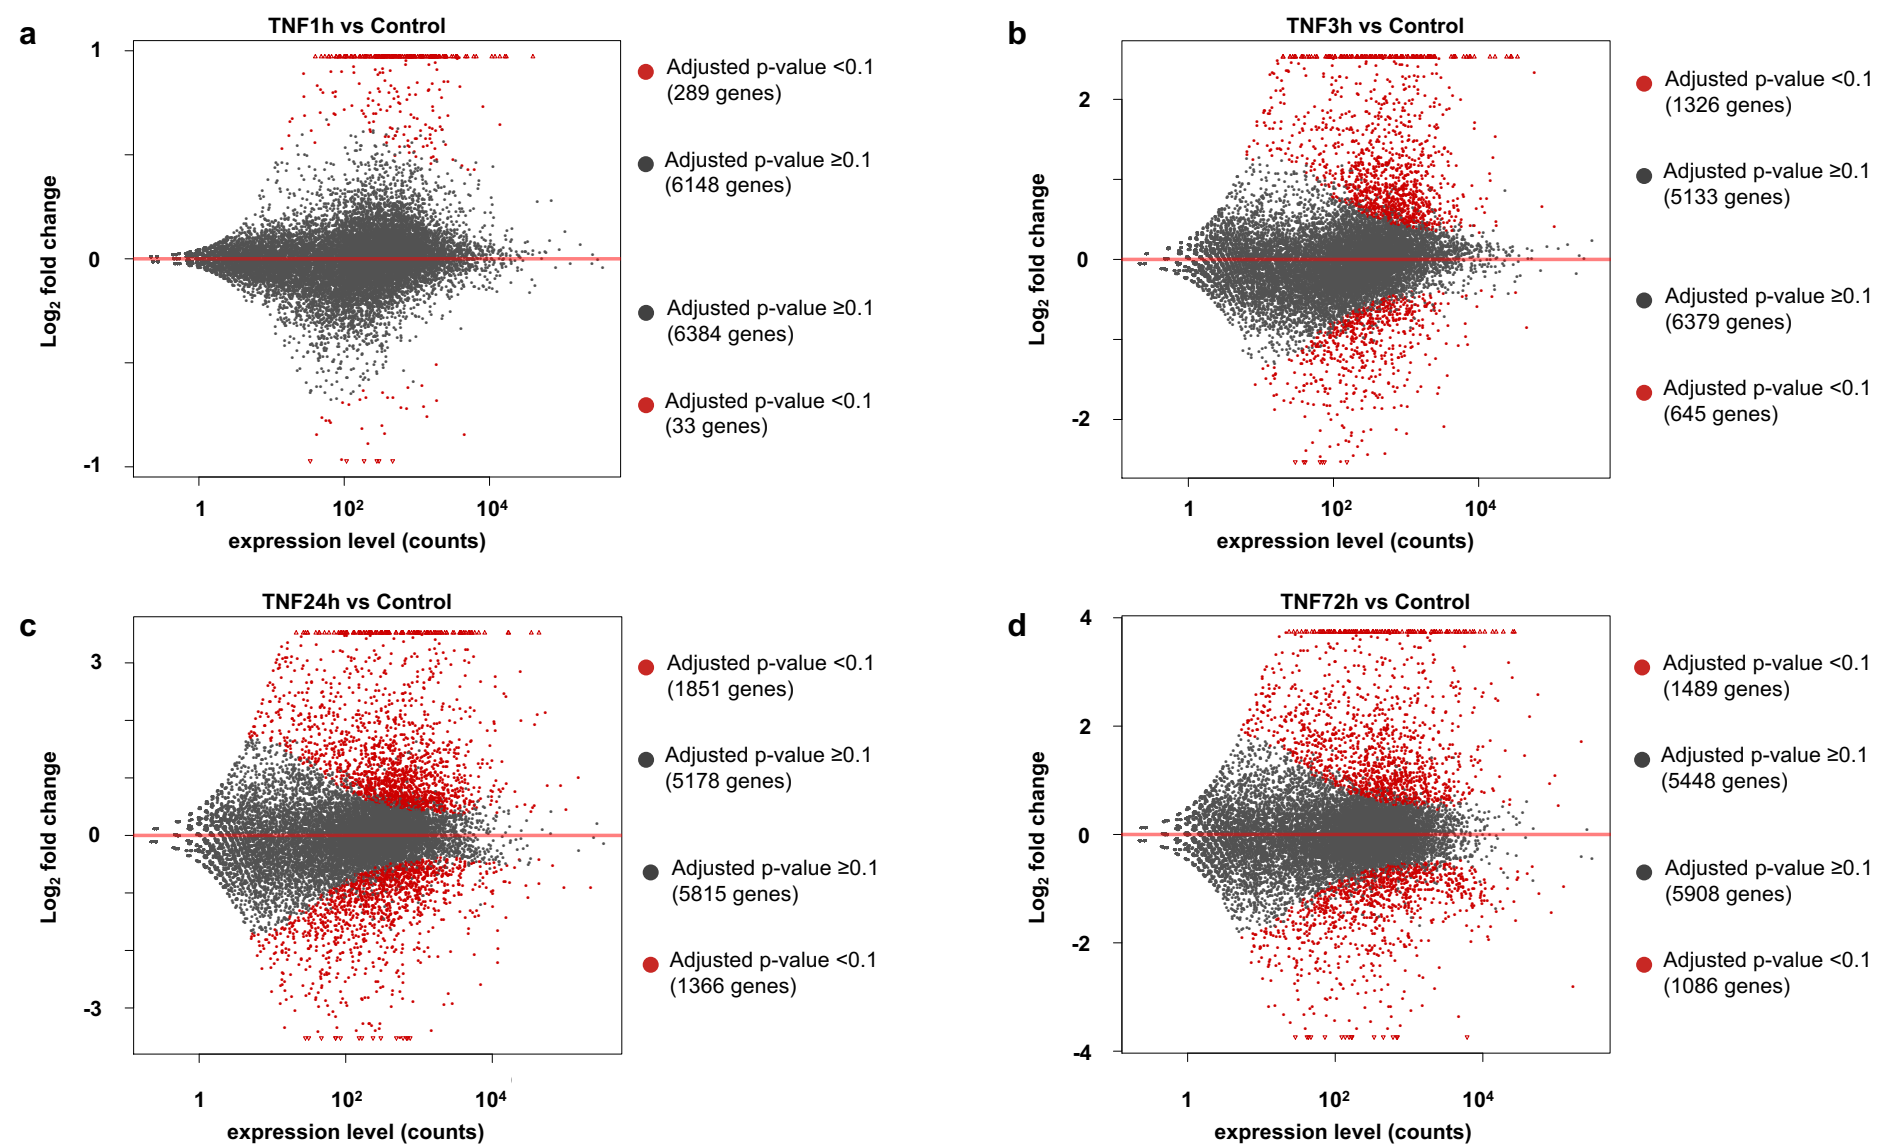 a
TNF1h vs Control
1
0
-1
Log2 fold change
1
10²
10⁴
expression level (counts)
Adjusted p-value <0.1
(289 genes)
Adjusted p-value ≥0.1
(6148 genes)
Adjusted p-value ≥0.1
(6384 genes)
Adjusted p-value <0.1
(33 genes)
b
TNF3h vs Control
2
0
-2
Log2 fold change
1
10²
10⁴
expression level (counts)
Adjusted p-value <0.1
(1326 genes)
Adjusted p-value ≥0.1
(5133 genes)
Adjusted p-value ≥0.1
(6379 genes)
Adjusted p-value <0.1
(645 genes)
c
TNF24h vs Control
3
0
-3
Log2 fold change
1
10²
10⁴
expression level (counts)
Adjusted p-value <0.1
(1851 genes)
Adjusted p-value ≥0.1
(5178 genes)
Adjusted p-value ≥0.1
(5815 genes)
Adjusted p-value <0.1
(1366 genes)
d
TNF72h vs Control
4
2
0
-2
-4
Log2 fold change
1
10²
10⁴
expression level (counts)
Adjusted p-value <0.1
(1489 genes)
Adjusted p-value ≥0.1
(5448 genes)
Adjusted p-value ≥0.1
(5908 genes)
Adjusted p-value <0.1
(1086 genes)